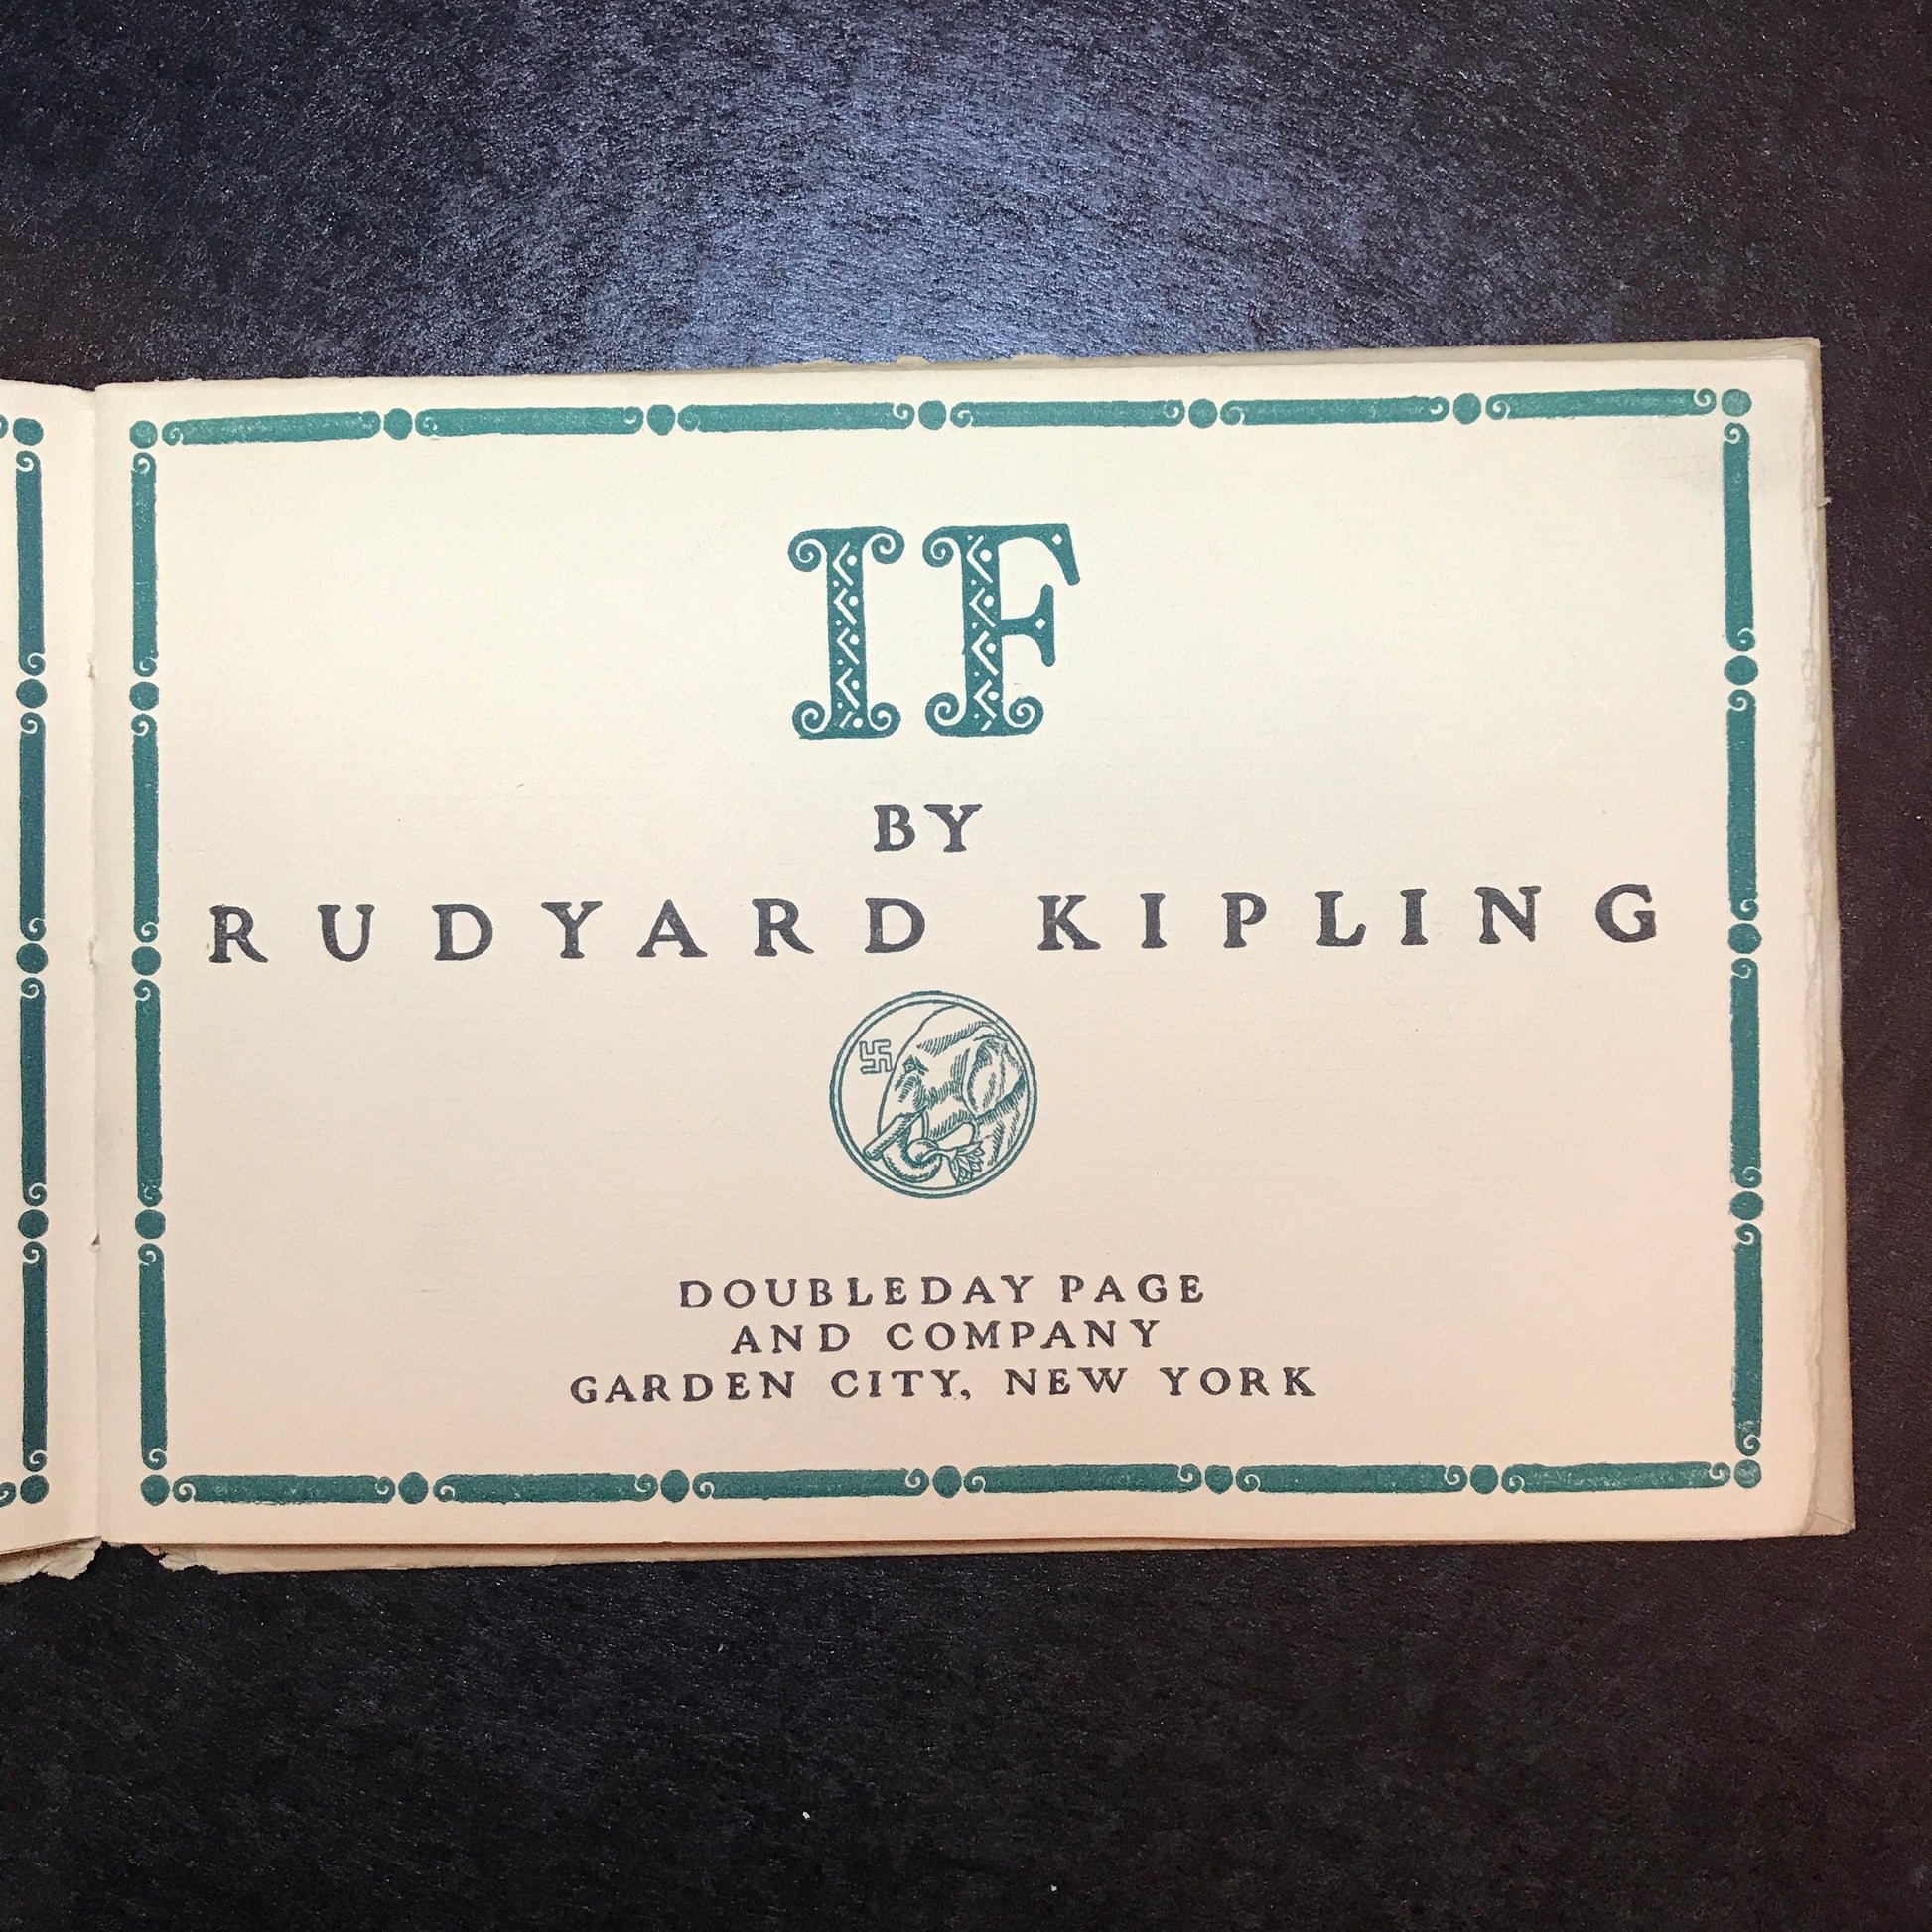 IF
BY
RUDYARD KIPLING
DOUBLEDAY PAGE
AND COMPANY
GARDEN CITY, NEW YORK